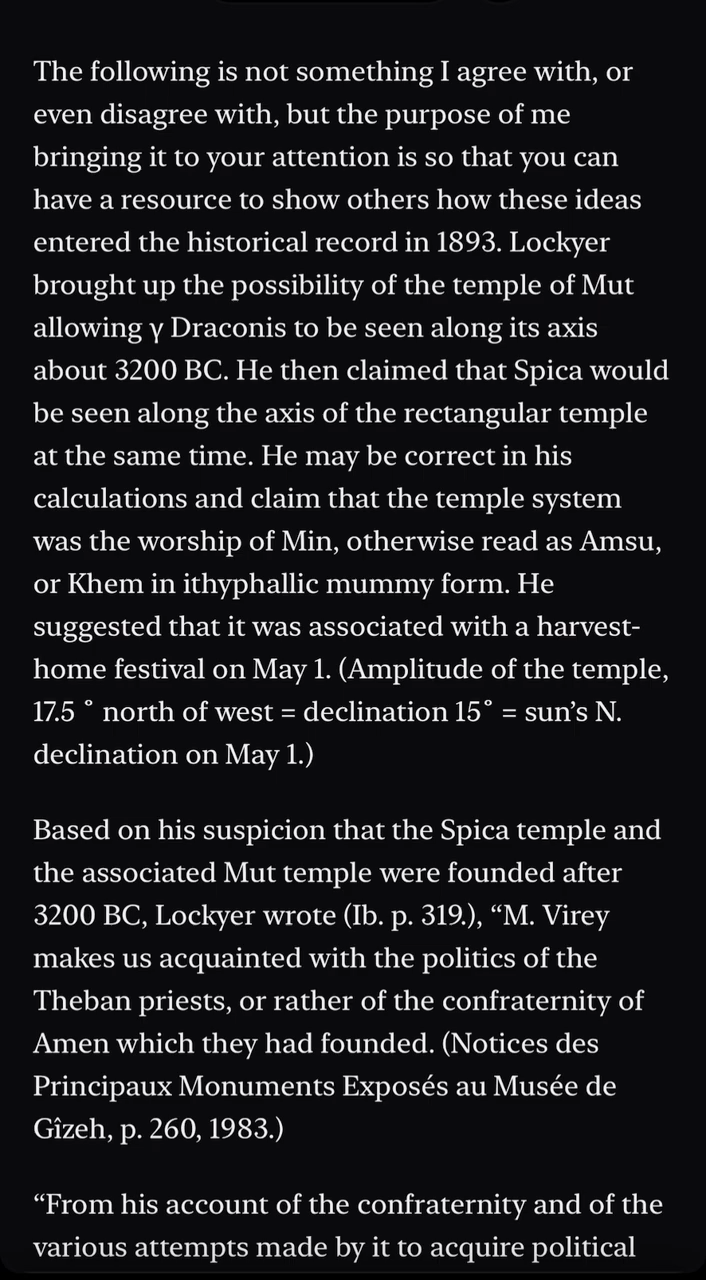 The following is not something I agree with, or
even disagree with, but the purpose of me
bringing it to your attention is so that you can
have a resource to show others how these ideas
entered the historical record in 1893. Lockyer
brought up the possibility of the temple of Mut
allowing γ Draconis to be seen along its axis
about 3200 BC. He then claimed that Spica would
be seen along the axis of the rectangular temple
at the same time. He may be correct in his
calculations and claim that the temple system
was the worship of Min, otherwise read as Amsu,
or Khem in ithyphallic mummy form. He
suggested that it was associated with a harvest-
home festival on May 1. (Amplitude of the temple,
17.5 ° north of west = declination 15° = sun’s N.
declination on May 1.)
Based on his suspicion that the Spica temple and
the associated Mut temple were founded after
3200 BC, Lockyer wrote (Ib. p. 319.), “M. Virey
makes us acquainted with the politics of the
Theban priests, or rather of the confraternity of
Amen which they had founded. (Notices des
Principaux Monuments Exposés au Musée de
Gîzeh, p. 260, 1983.)
“From his account of the confraternity and of the
various attempts made by it to acquire political